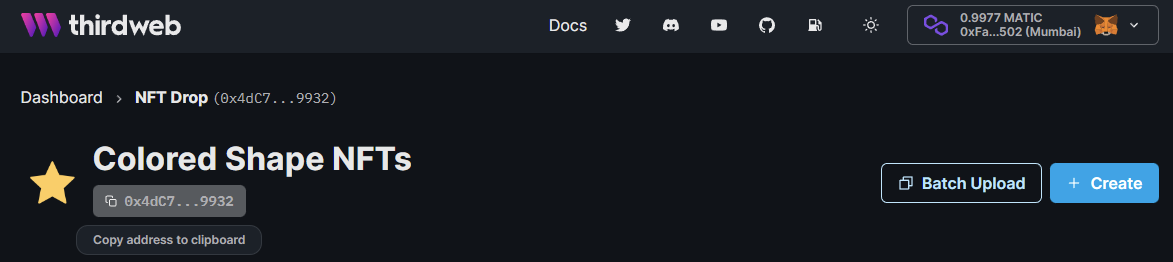 thirdweb
Docs
0.9977 MATIC
0xFa...502 (Mumbai)
Dashboard > NFT Drop (0x4dC7...9932)
Colored Shape NFTs
0x4dC7...9932
Batch Upload
+ Create
Copy address to clipboard